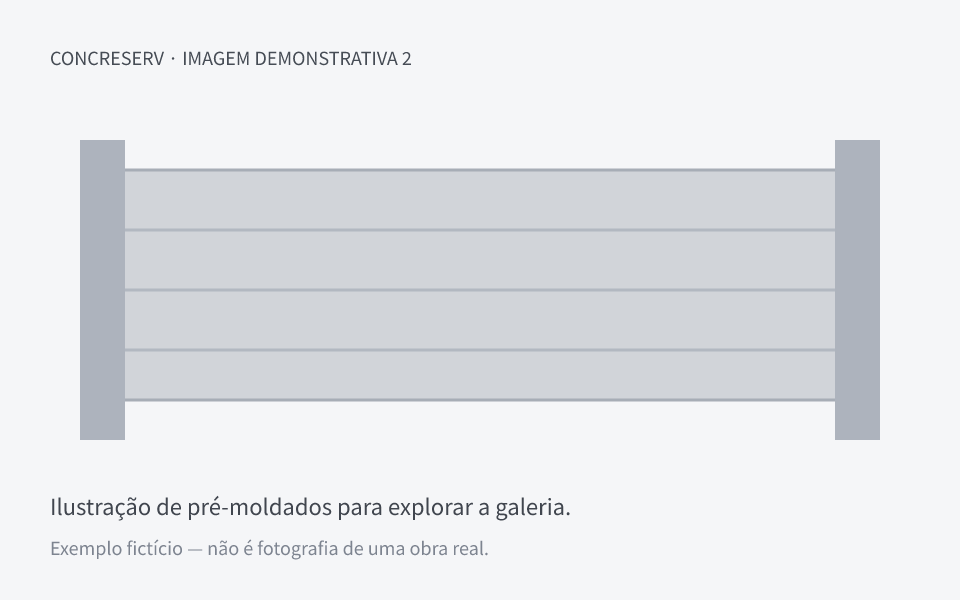 CONCRESERV · IMAGEM DEMONSTRATIVA 2
Ilustração de pré-moldados para explorar a galeria.
Exemplo fictício — não é fotografia de uma obra real.